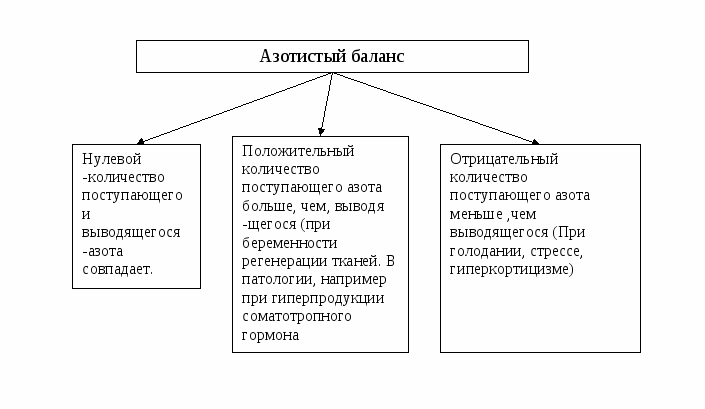 Азотистый баланс
Нулевой
-количество
поступающего
и
выводящегося
-азота
совпадает.
Положительный
количество
поступающего азота
больше, чем, выводя
-щегося (при
беременности
регенерации тканей. В
патологии, например
при гиперпродукции
соматотропного
гормона
Отрицательный
количество
поступающего азота
меньше ,чем
выводящегося (При
голодании, стрессе,
гиперкортицизме)